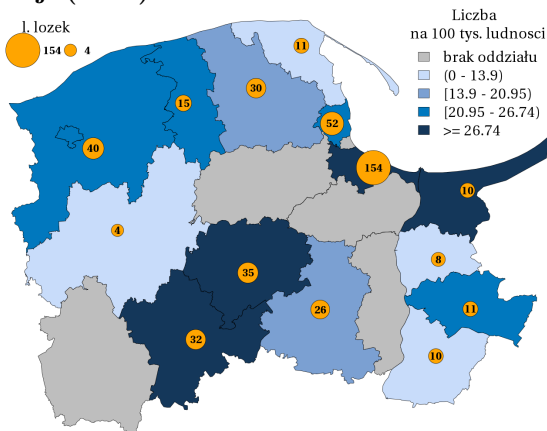 l. lozek
154 4
Liczba
na 100 tys. ludnosci
brak oddziału
(0 - 13.9)
[13.9 - 20.95)
[20.95 - 26.74)
>= 26.74
11
30
15
52
40
154
10
4
8
35
26
11
32
10